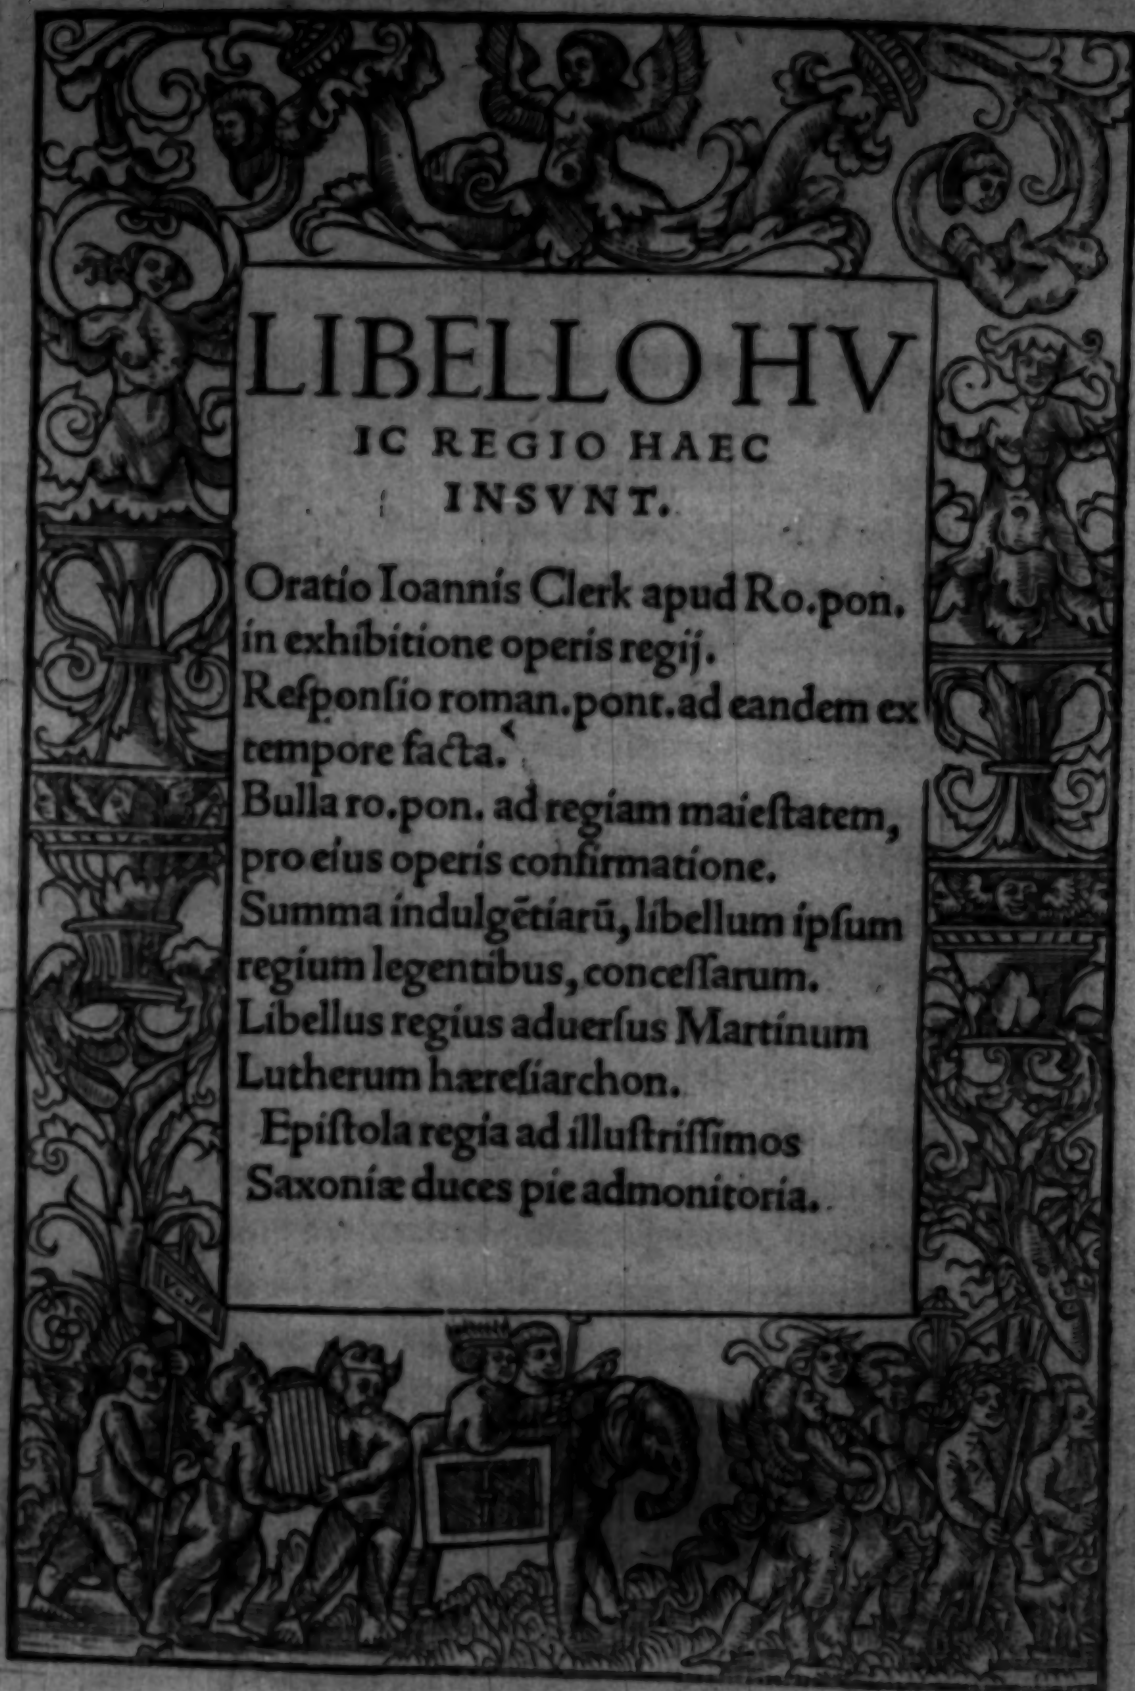 LIBELLO HV
IC REGIO HAEC
INSVNT.
Oratio Ioannis Clerk apud Ro.pon.
in exhibitione operis regij.
Reſponſio roman.pont.ad eandem ex
tempore facta.
Bulla ro.pon. ad regiam maieſtatem,
pro eius operis confirmatione.
Summa indulgētiarū, libellum ipſum
regium legentibus, conceſſarum.
Libellus regius aduerſus Martinum
Lutherum hæreſiarchon.
Epiſtola regia ad illuſtriſſimos
Saxoniæ duces pie admonitoria.